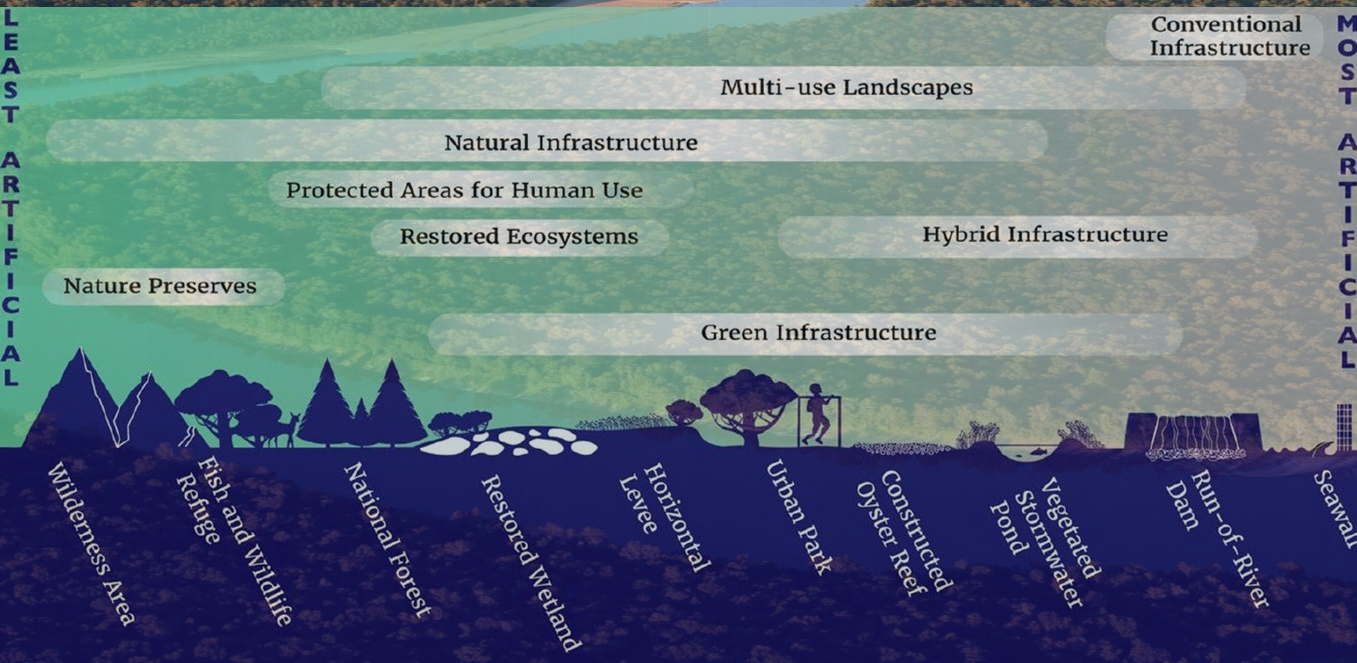 LEAST ARTIFICIAL
MOST ARTIFICIAL
Conventional
Infrastructure
Multi-use Landscapes
Natural Infrastructure
Protected Areas for Human Use
Restored Ecosystems
Hybrid Infrastructure
Nature Preserves
Green Infrastructure
Wilderness Area
Fish and Wildlife
Refuge
National Forest
Restored Wetland
Horizontal
Levee
Urban Park
Constructed
Oyster Reef
Vegetated
Stormwater
Pond
Run-of-River
Dam
Seawall